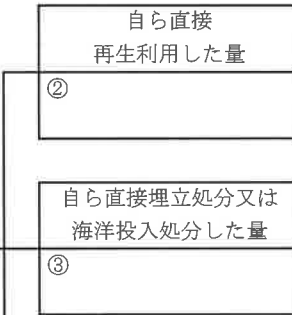 自ら直接
再生利用した量
②
自ら直接埋立処分又は
海洋投入処分した量
③